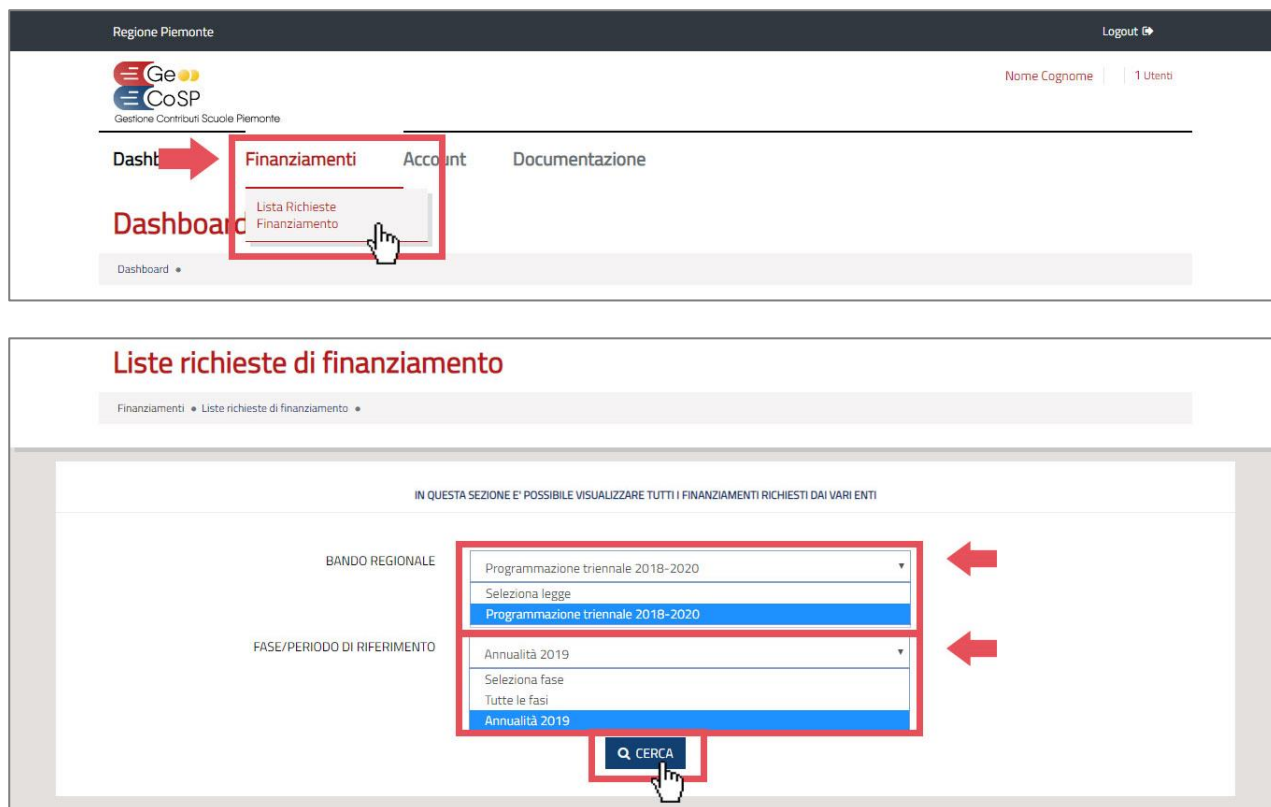 Regione Piemonte
Logout
Geo
CoSP
Gestione Contributi Scuole Piemonte
Nome Cognome
1 Utenti
Finanziamenti
Account
Documentazione
Lista Richieste
Finanziamento
Dashboard
Dashboard
Liste richieste di finanziamento
Finanziamenti • Liste richieste di finanziamento •
IN QUESTA SEZIONE E' POSSIBILE VISUALIZZARE TUTTI I FINANZIAMENTI RICHIESTI DAI VARI ENTI
BANDO REGIONALE
Programmazione triennale 2018-2020
Seleziona legge
Programmazione triennale 2018-2020
FASE/PERIODO DI RIFERIMENTO
Annualità 2019
Seleziona fase
Tutte le fasi
Annualità 2019
CERCA